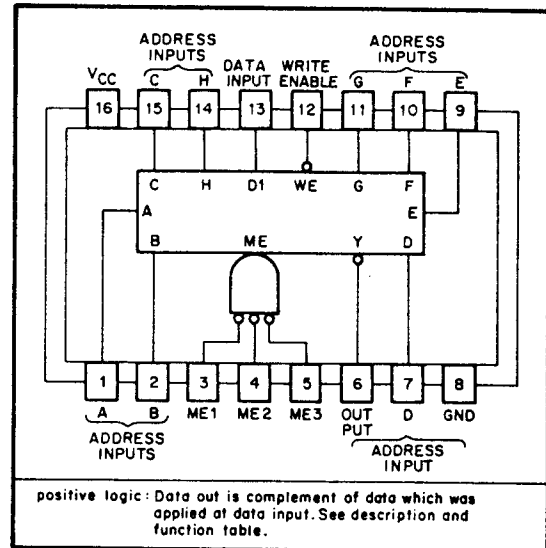 ADDRESS INPUTS
DATA INPUT
WRITE ENABLE
ADDRESS INPUTS
VCC C H G F E
16 15 14 13 12 11 10 9
C H D1 WE G F
A E
B ME Y D
1 2 3 4 5 6 7 8
A B ME1 ME2 ME3 OUT PUT D GND
ADDRESS INPUTS
ADDRESS INPUT
positive logic: Data out is complement of data which was
applied at data input. See description and
function table.